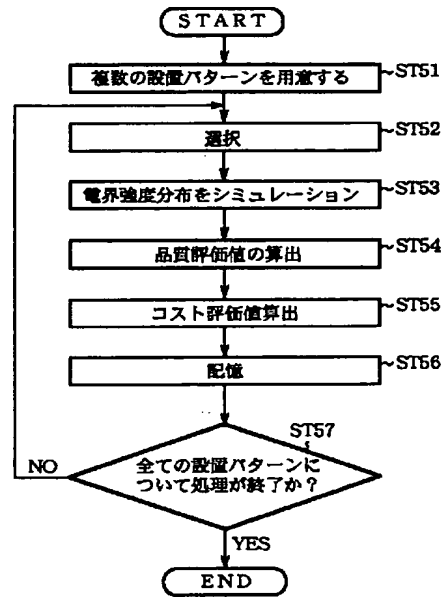 START
複数の設置パターンを用意する
~ST51
選択
~ST52
電界強度分布をシミュレーション
~ST53
品質評価値の算出
~ST54
コスト評価値算出
~ST55
記憶
~ST56
ST57
全ての設置パターンに
ついて処理が終了か?
NO
YES
END